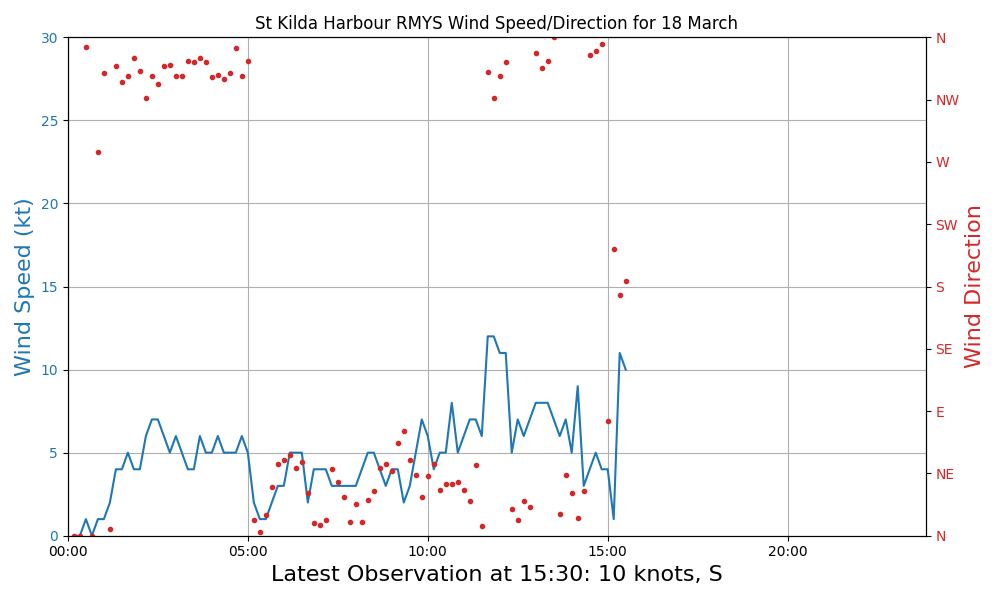 St Kilda Harbour RMYS Wind Speed/Direction for 18 March
Wind Speed (kt)
30
25
20
15
10
5
0
N
NW
W
SW
S
SE
E
NE
N
Wind Direction
00:00
05:00
10:00
15:00
20:00
Latest Observation at 15:30: 10 knots, S